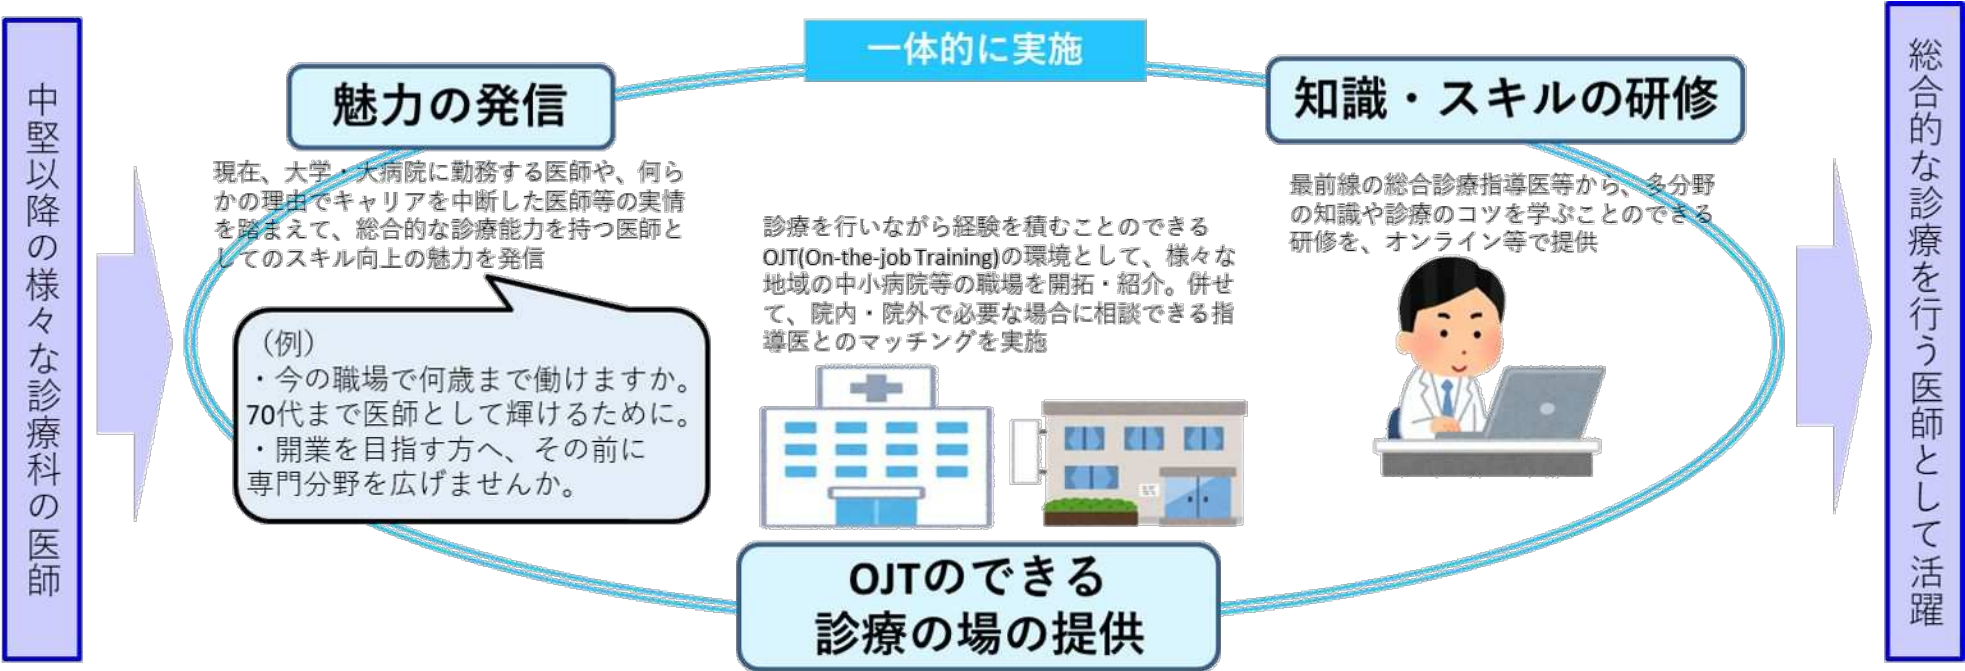 中堅以降の様々な診療科の医師
一体的に実施
魅力の発信
現在、大学・大病院に勤務する医師や、何ら
かの理由でキャリアを中断した医師等の実情
を踏まえて、総合的な診療能力を持つ医師と
してのスキル向上の魅力を発信
(例)
・今の職場で何歳まで働けますか。
70代まで医師として輝けるために。
・開業を目指す方へ、その前に
専門分野を広げませんか。
診療を行いながら経験を積むことのできる
OJT(On-the-job Training)の環境として、様々な
地域の中小病院等の職場を開拓・紹介。併せ
て、院内・院外で必要な場合に相談できる指
導医とのマッチングを実施
OJTのできる
診療の場の提供
知識・スキルの研修
最前線の総合診療指導医等から、多分野
の知識や診療のコツを学ぶことのできる
研修を、オンライン等で提供
総合的な診療を行う医師として活躍